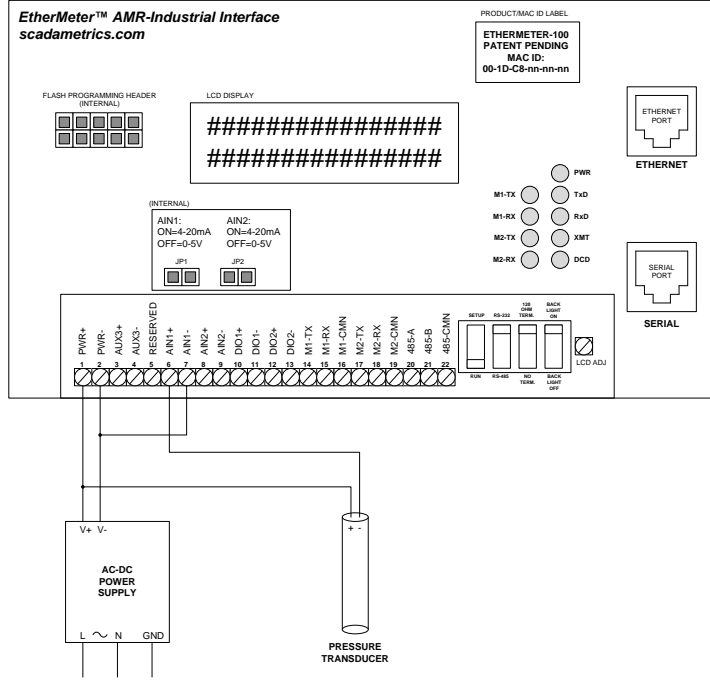 EtherMeter™ AMR-Industrial Interface
scadametrics.com
PRODUCT/MAC ID LABEL
ETHERMETER-100
PATENT PENDING
MAC ID:
00-1D-C8-nn-nn-nn
FLASH PROGRAMMING HEADER
(INTERNAL)
LCD DISPLAY
################
################
ETHERNET
PORT
ETHERNET
PWR
M1-TX
TxD
M1-RX
RxD
M2-TX
XMT
M2-RX
DCD
(INTERNAL)
AIN1:
ON=4-20mA
OFF=0-5V
AIN2:
ON=4-20mA
OFF=0-5V
JP1
JP2
SERIAL
PORT
SERIAL
PWR+
PWR-
AUX3+
AUX3-
RESERVED
AIN1+
AIN1-
AIN2+
AIN2-
DIO1+
DIO1-
DIO2+
DIO2-
M1-TX
M1-RX
M1-CMN
M2-TX
M2-RX
M2-CMN
485-A
485-B
485-CMN
1 2 3 4 5 6 7 8 9 10 11 12 13 14 15 16 17 18 19 20 21 22
SETUP
RS-232
120
OHM
TERM.
BACK
LIGHT
ON
RUN
RS-485
NO
TERM.
BACK
LIGHT
OFF
LCD ADJ
V+ V-
AC-DC
POWER
SUPPLY
L N GND
+ -
PRESSURE
TRANSDUCER